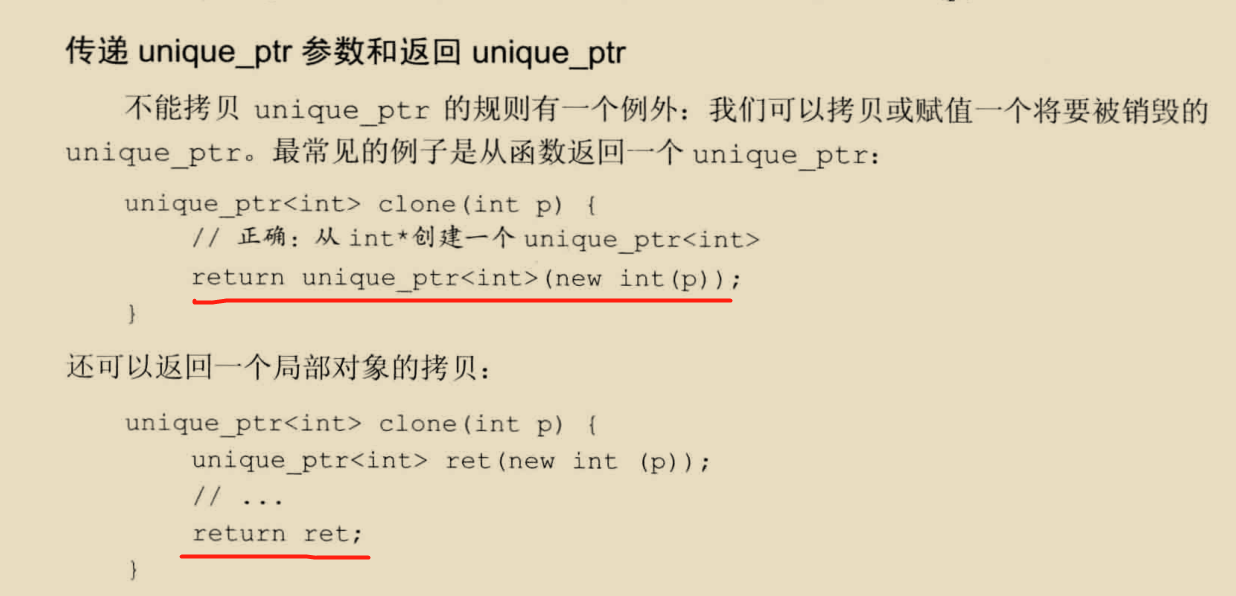 传递 unique_ptr 参数和返回 unique_ptr
不能拷贝 unique_ptr 的规则有一个例外：我们可以拷贝或赋值一个将要被销毁的
unique_ptr。最常见的例子是从函数返回一个 unique_ptr：
unique_ptr<int> clone(int p) {
// 正确：从 int*创建一个 unique_ptr<int>
return unique_ptr<int>(new int(p));
}
还可以返回一个局部对象的拷贝：
unique_ptr<int> clone(int p) {
unique_ptr<int> ret(new int (p));
// ...
return ret;
}